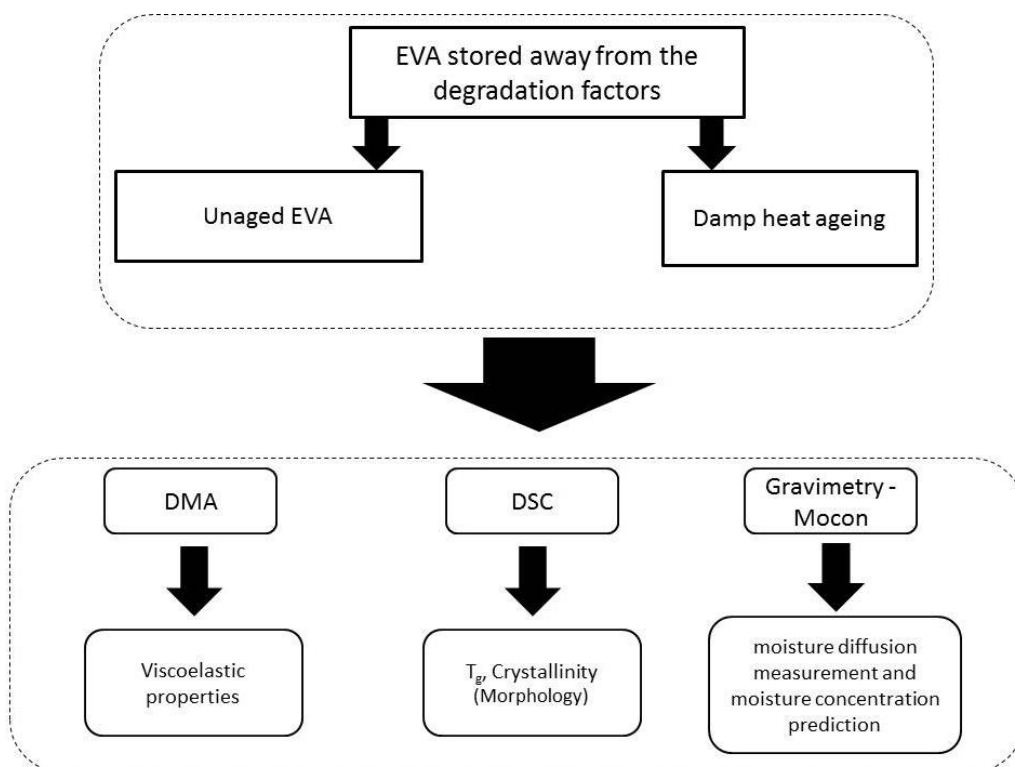 EVA stored away from the
degradation factors
Unaged EVA
Damp heat ageing
DMA
DSC
Gravimetry -
Mocon
Viscoelastic
properties
Tg, Crystallinity
(Morphology)
moisture diffusion
measurement and
moisture concentration
prediction